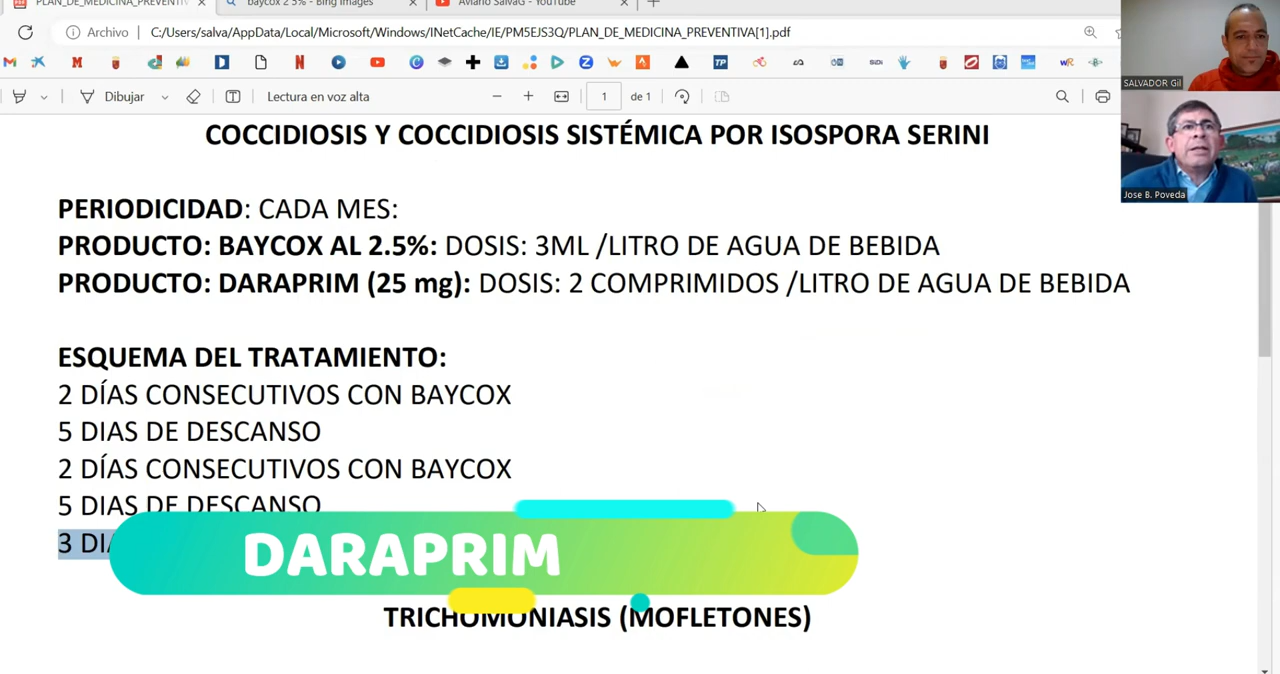 PLAN_DE_MEDICINA_PREVENTIV
baycox 2 5% - Bing Images
Aviario SalvaG - YouTube
Archivo
C:/Users/salva/AppData/Local/Microsoft/Windows/INetCache/IE/PM5EJS3Q/PLAN_DE_MEDICINA_PREVENTIVA[1].pdf
Dibujar
Lectura en voz alta
1 de 1
SALVADOR Gil
Jose B. Poveda
COCCIDIOSIS Y COCCIDIOSIS SISTÉMICA POR ISOSPORA SERINI
PERIODICIDAD: CADA MES:
PRODUCTO: BAYCOX AL 2.5%: DOSIS: 3ML /LITRO DE AGUA DE BEBIDA
PRODUCTO: DARAPRIM (25 mg): DOSIS: 2 COMPRIMIDOS /LITRO DE AGUA DE BEBIDA
ESQUEMA DEL TRATAMIENTO:
2 DÍAS CONSECUTIVOS CON BAYCOX
5 DIAS DE DESCANSO
2 DÍAS CONSECUTIVOS CON BAYCOX
5 DIAS DE DESCANSO
3
DARAPRIM
TRICHOMONIASIS (MOFLETONES)